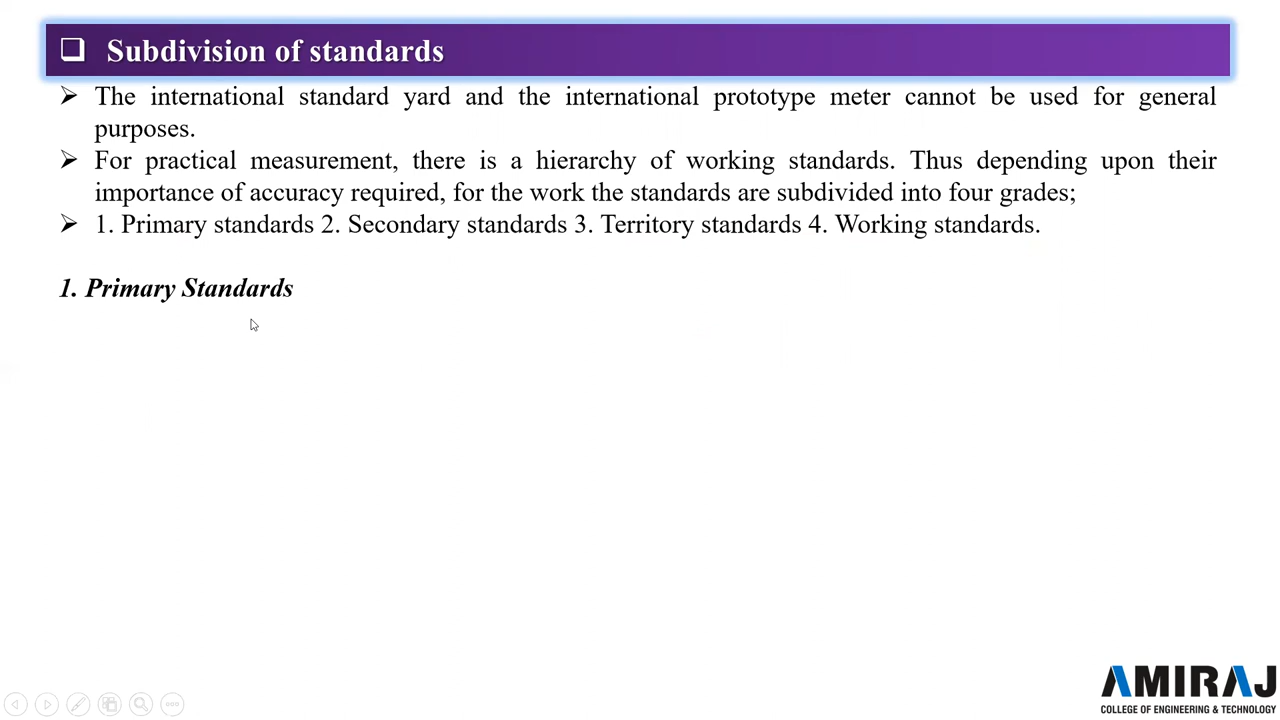 Subdivision of standards
The international standard yard and the international prototype meter cannot be used for general
purposes.
For practical measurement, there is a hierarchy of working standards. Thus depending upon their
importance of accuracy required, for the work the standards are subdivided into four grades;
1. Primary standards 2. Secondary standards 3. Territory standards 4. Working standards.
1. Primary Standards
AMIRAJ
COLLEGE OF ENGINEERING & TECHNOLOGY